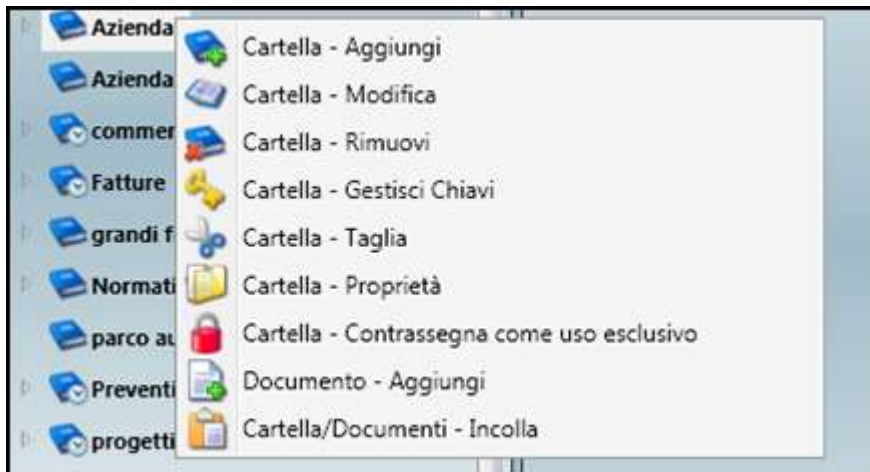 Azienda
Azienda
Fatture
progetti
Cartella - Aggiungi
Cartella - Modifica
Cartella - Rimuovi
Cartella - Gestisci Chiavi
Cartella - Taglia
Cartella - Proprietà
Cartella - Contrassegna come uso esclusivo
Documento - Aggiungi
Cartella/Documenti - Incolla
commer
grandi f
Normati
parco au
Preventi